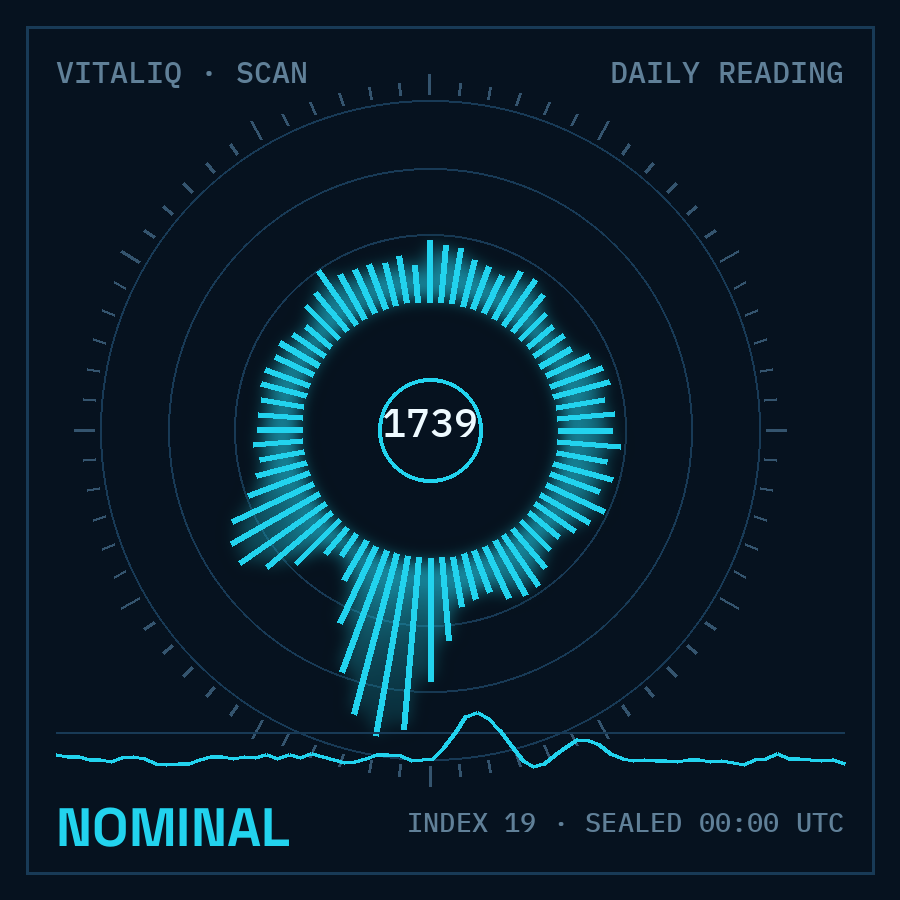 VITALIQ · SCAN
DAILY READING
1739
NOMINAL
INDEX 19 · SEALED 00:00 UTC